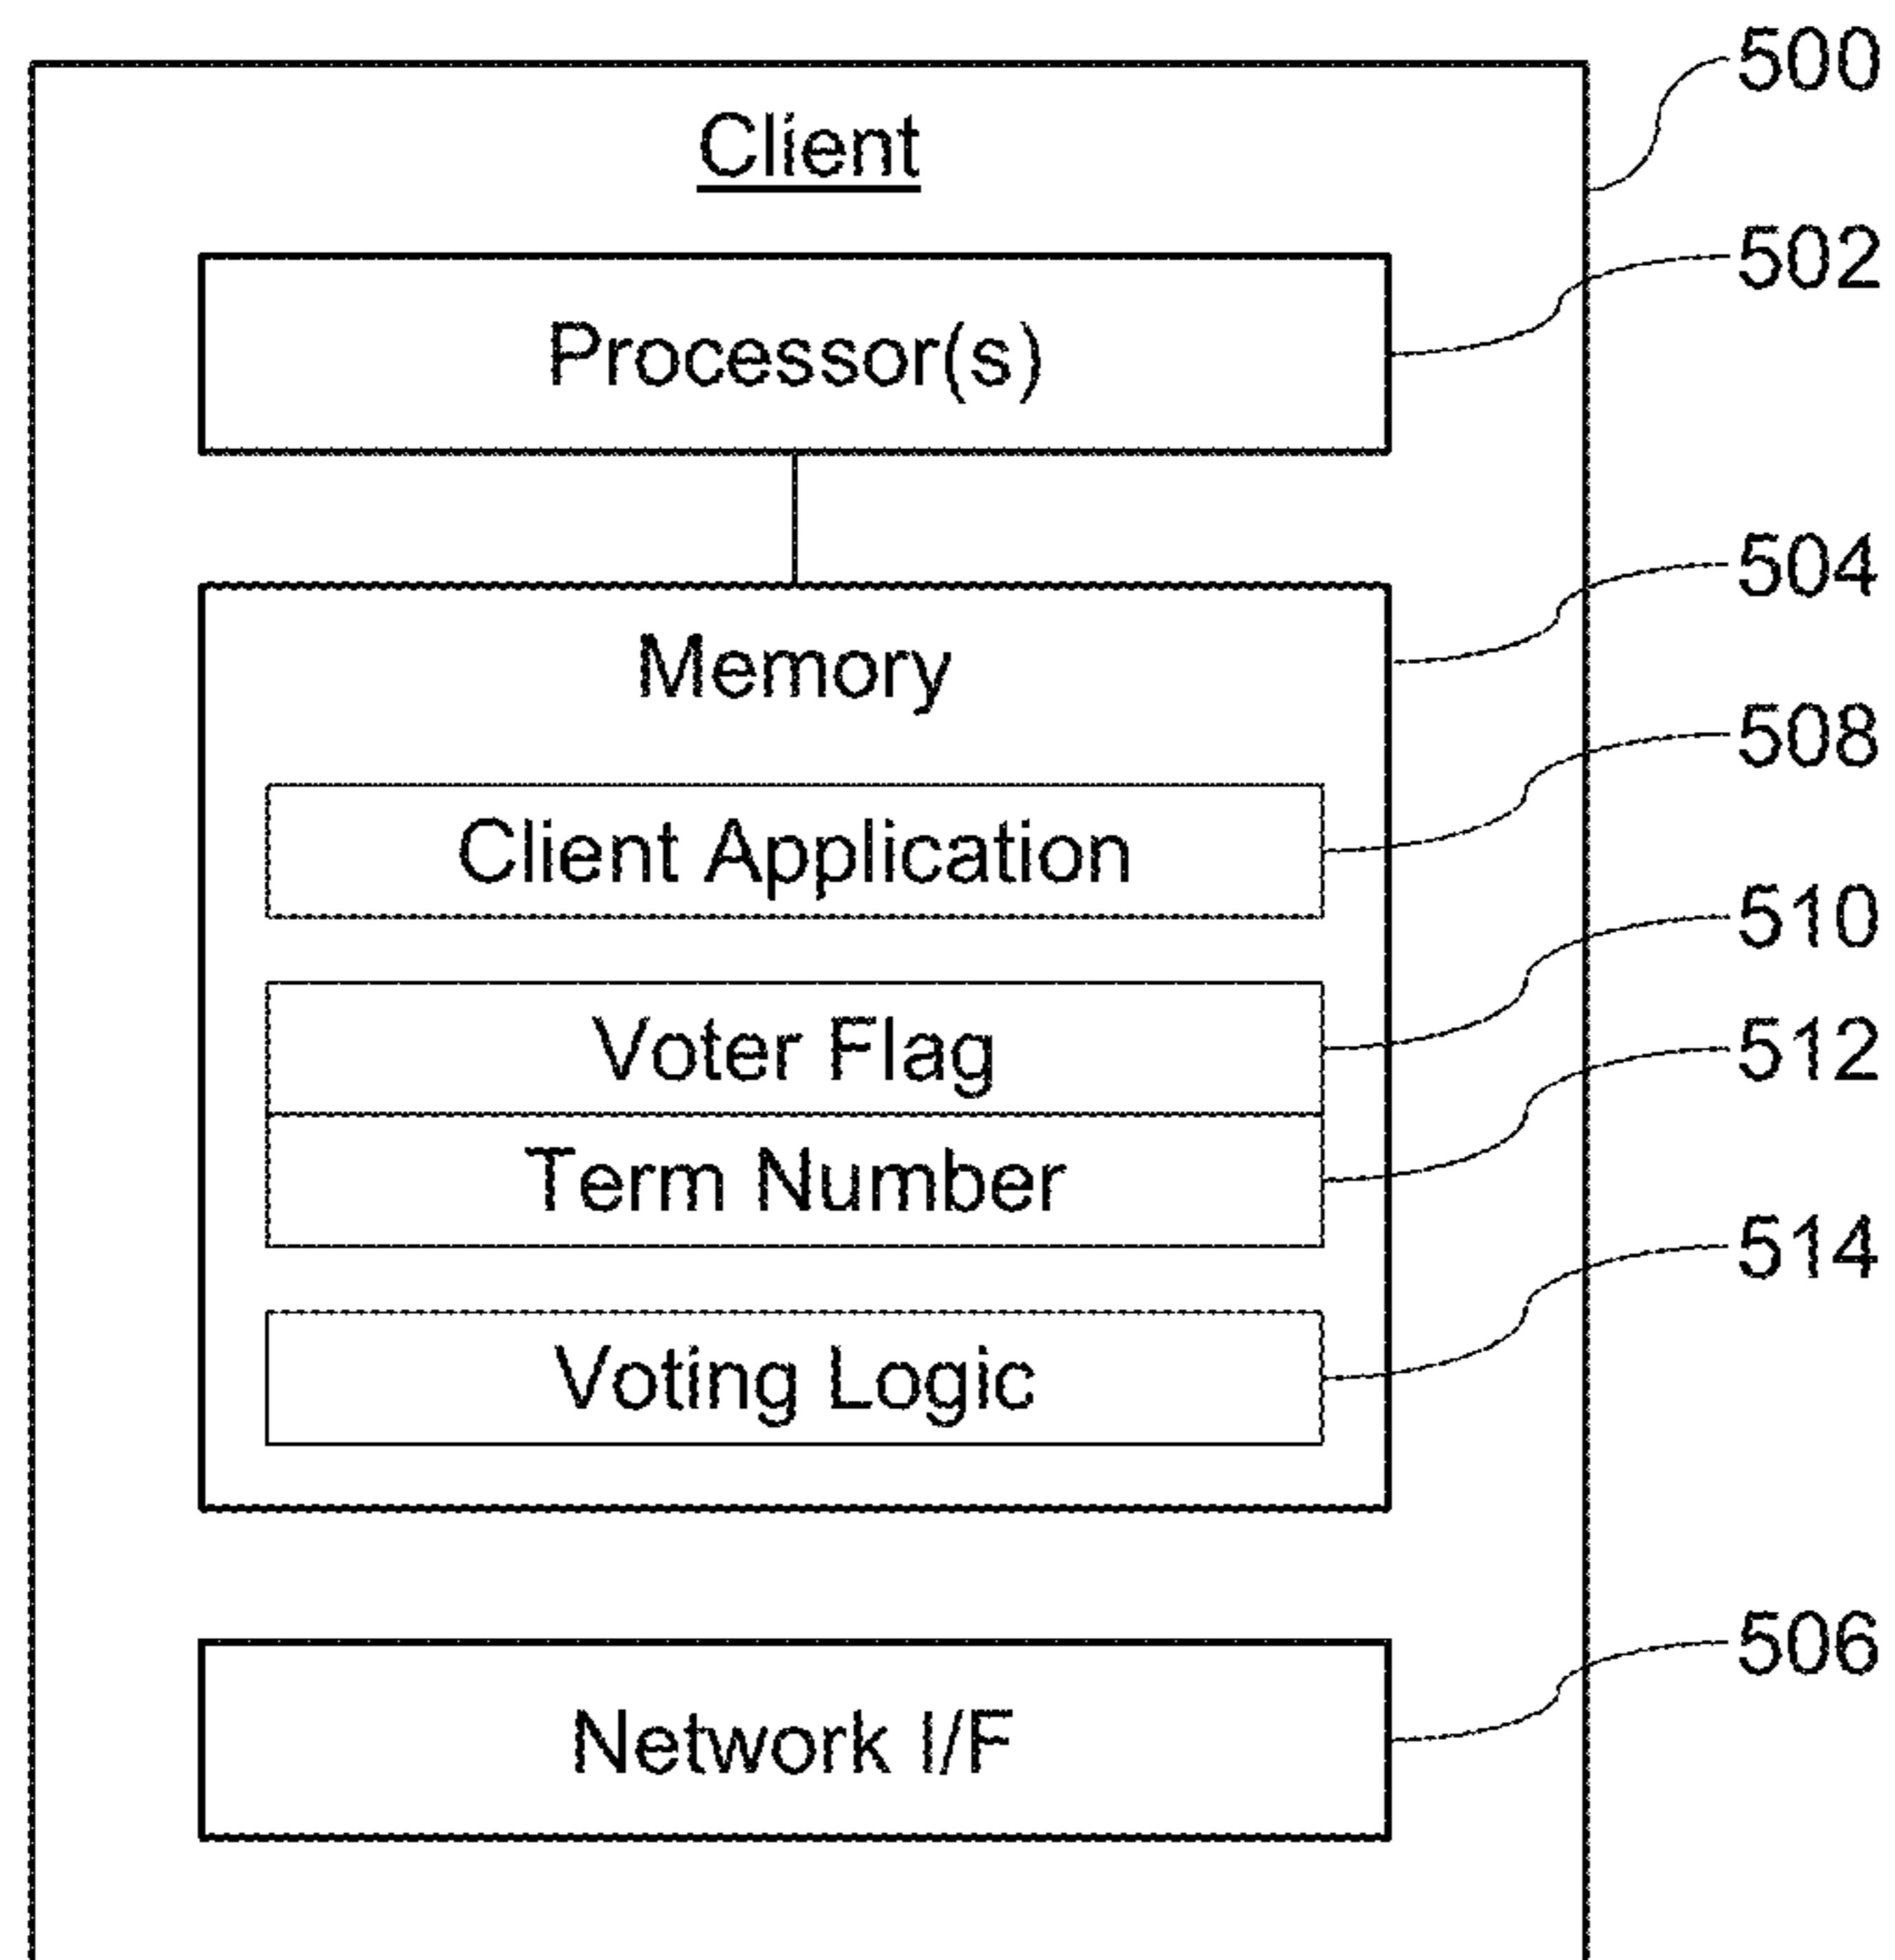 500
Client
502
Processor(s)
504
Memory
508
Client Application
510
Voter Flag
512
Term Number
514
Voting Logic
506
Network I/F